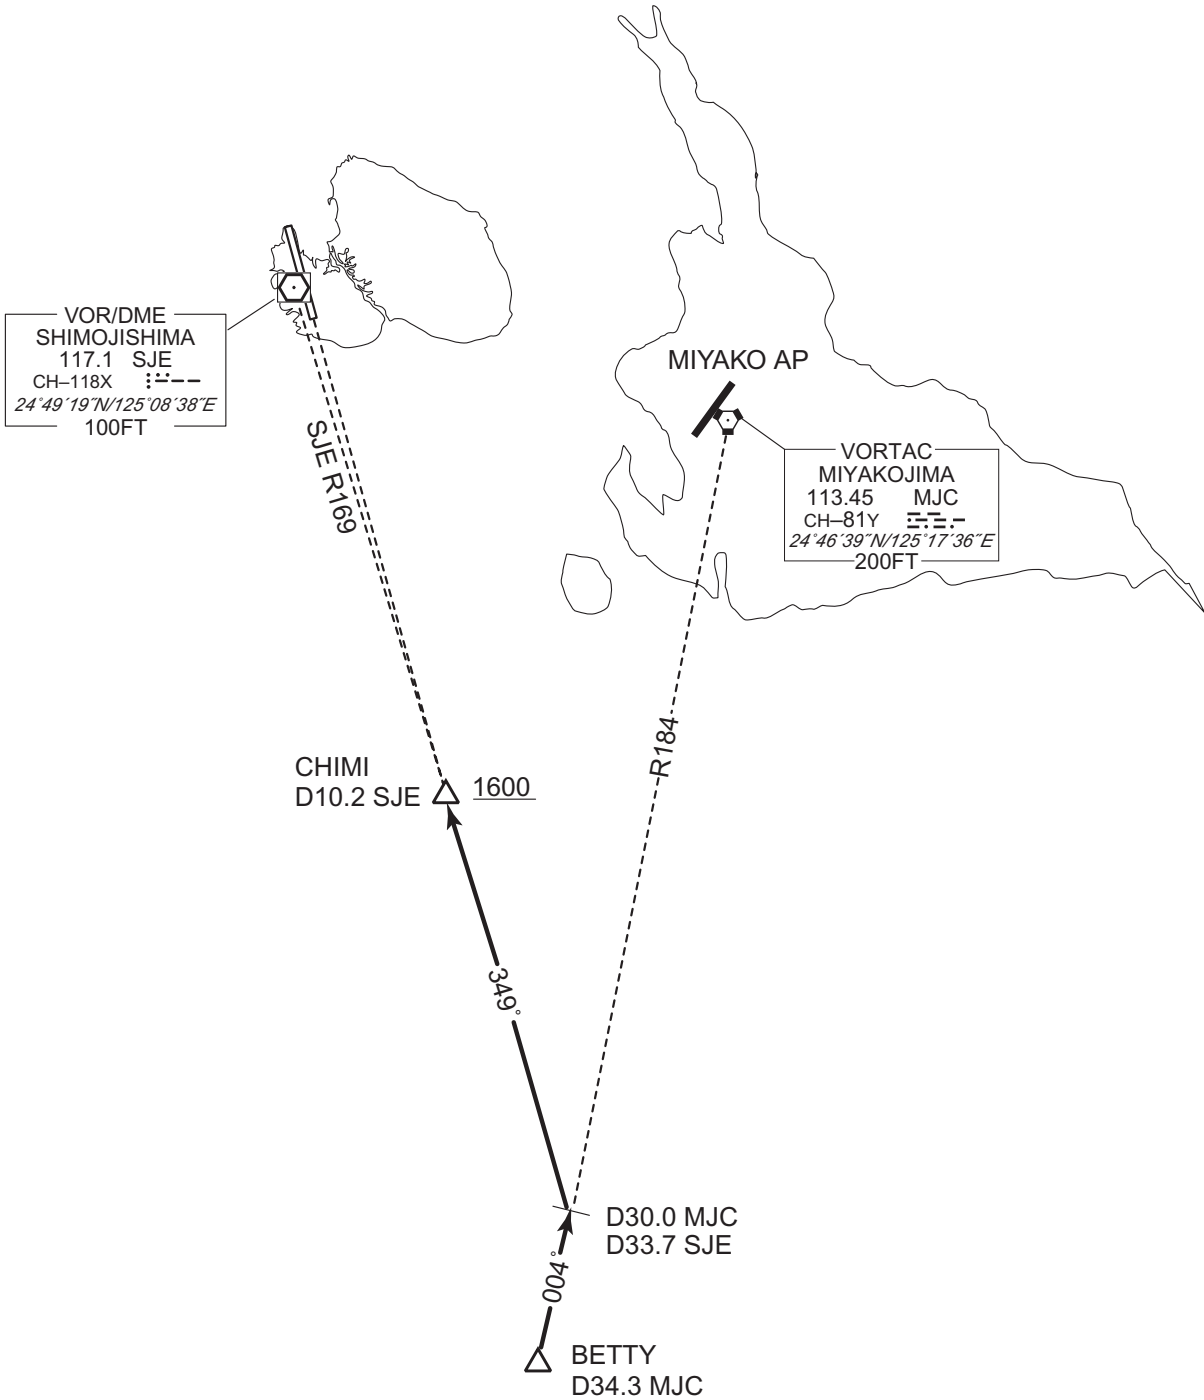 VOR/DME
SHIMOJISHIMA
117.1 SJE
CH–118X
24°49′19″N/125°08′38″E
100FT
MIYAKO AP
VORTAC
MIYAKOJIMA
113.45 MJC
CH–81Y
24°46′39″N/125°17′36″E
200FT
SJE R169
R184
CHIMI
D10.2 SJE
1600
349°
D30.0 MJC
D33.7 SJE
004°
BETTY
D34.3 MJC